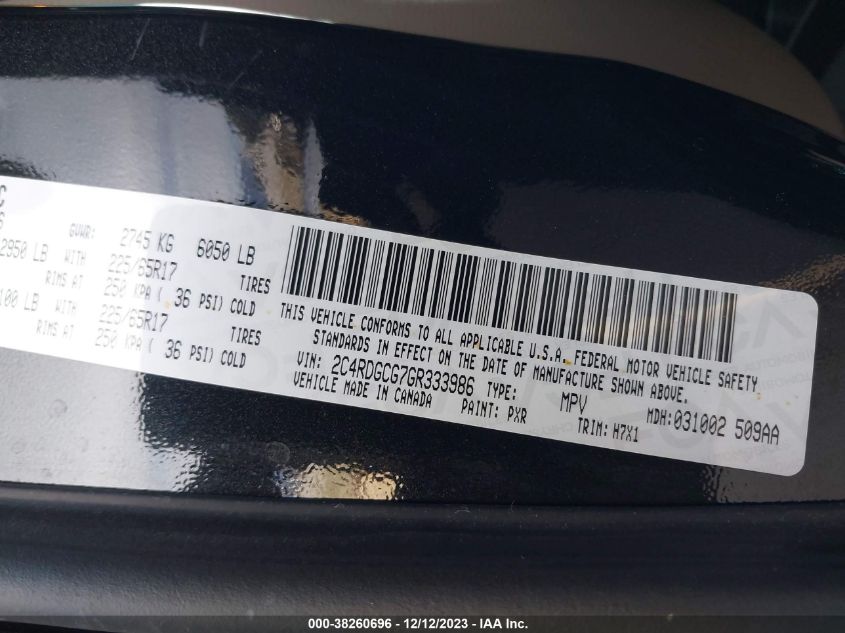 C
6
GVWR: 2745 KG 6050 LB
2950 LB WITH 225/65R17 TIRES
RIMS AT 250 KPA ( 36 PSI) COLD
100 LB WITH 225/65R17 TIRES
RIMS AT 250 KPA ( 36 PSI) COLD
THIS VEHICLE CONFORMS TO ALL APPLICABLE U.S.A. FEDERAL MOTOR VEHICLE SAFETY
STANDARDS IN EFFECT ON THE DATE OF MANUFACTURE SHOWN ABOVE.
VIN: 2C4RDGCG7GR333986 TYPE: MPV MDH:031002 509AA
VEHICLE MADE IN CANADA PAINT: PXR TRIM: H7X1
000-38260696 - 12/12/2023 - IAA Inc.